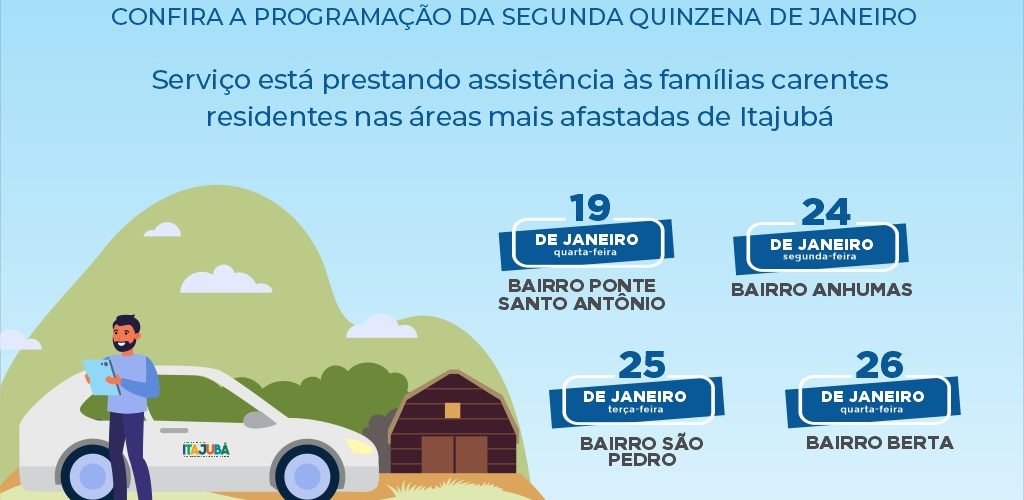 CONFIRA A PROGRAMAÇÃO DA SEGUNDA QUINZENA DE JANEIRO
Serviço está prestando assistência às famílias carentes
residentes nas áreas mais afastadas de Itajubá
19
DE JANEIRO
quarta-feira
BAIRRO PONTE
SANTO ANTÔNIO
24
DE JANEIRO
segunda-feira
BAIRRO ANHUMAS
25
DE JANEIRO
terça-feira
BAIRRO SÃO
PEDRO
26
DE JANEIRO
quarta-feira
BAIRRO BERTA
ITAJUBÁ